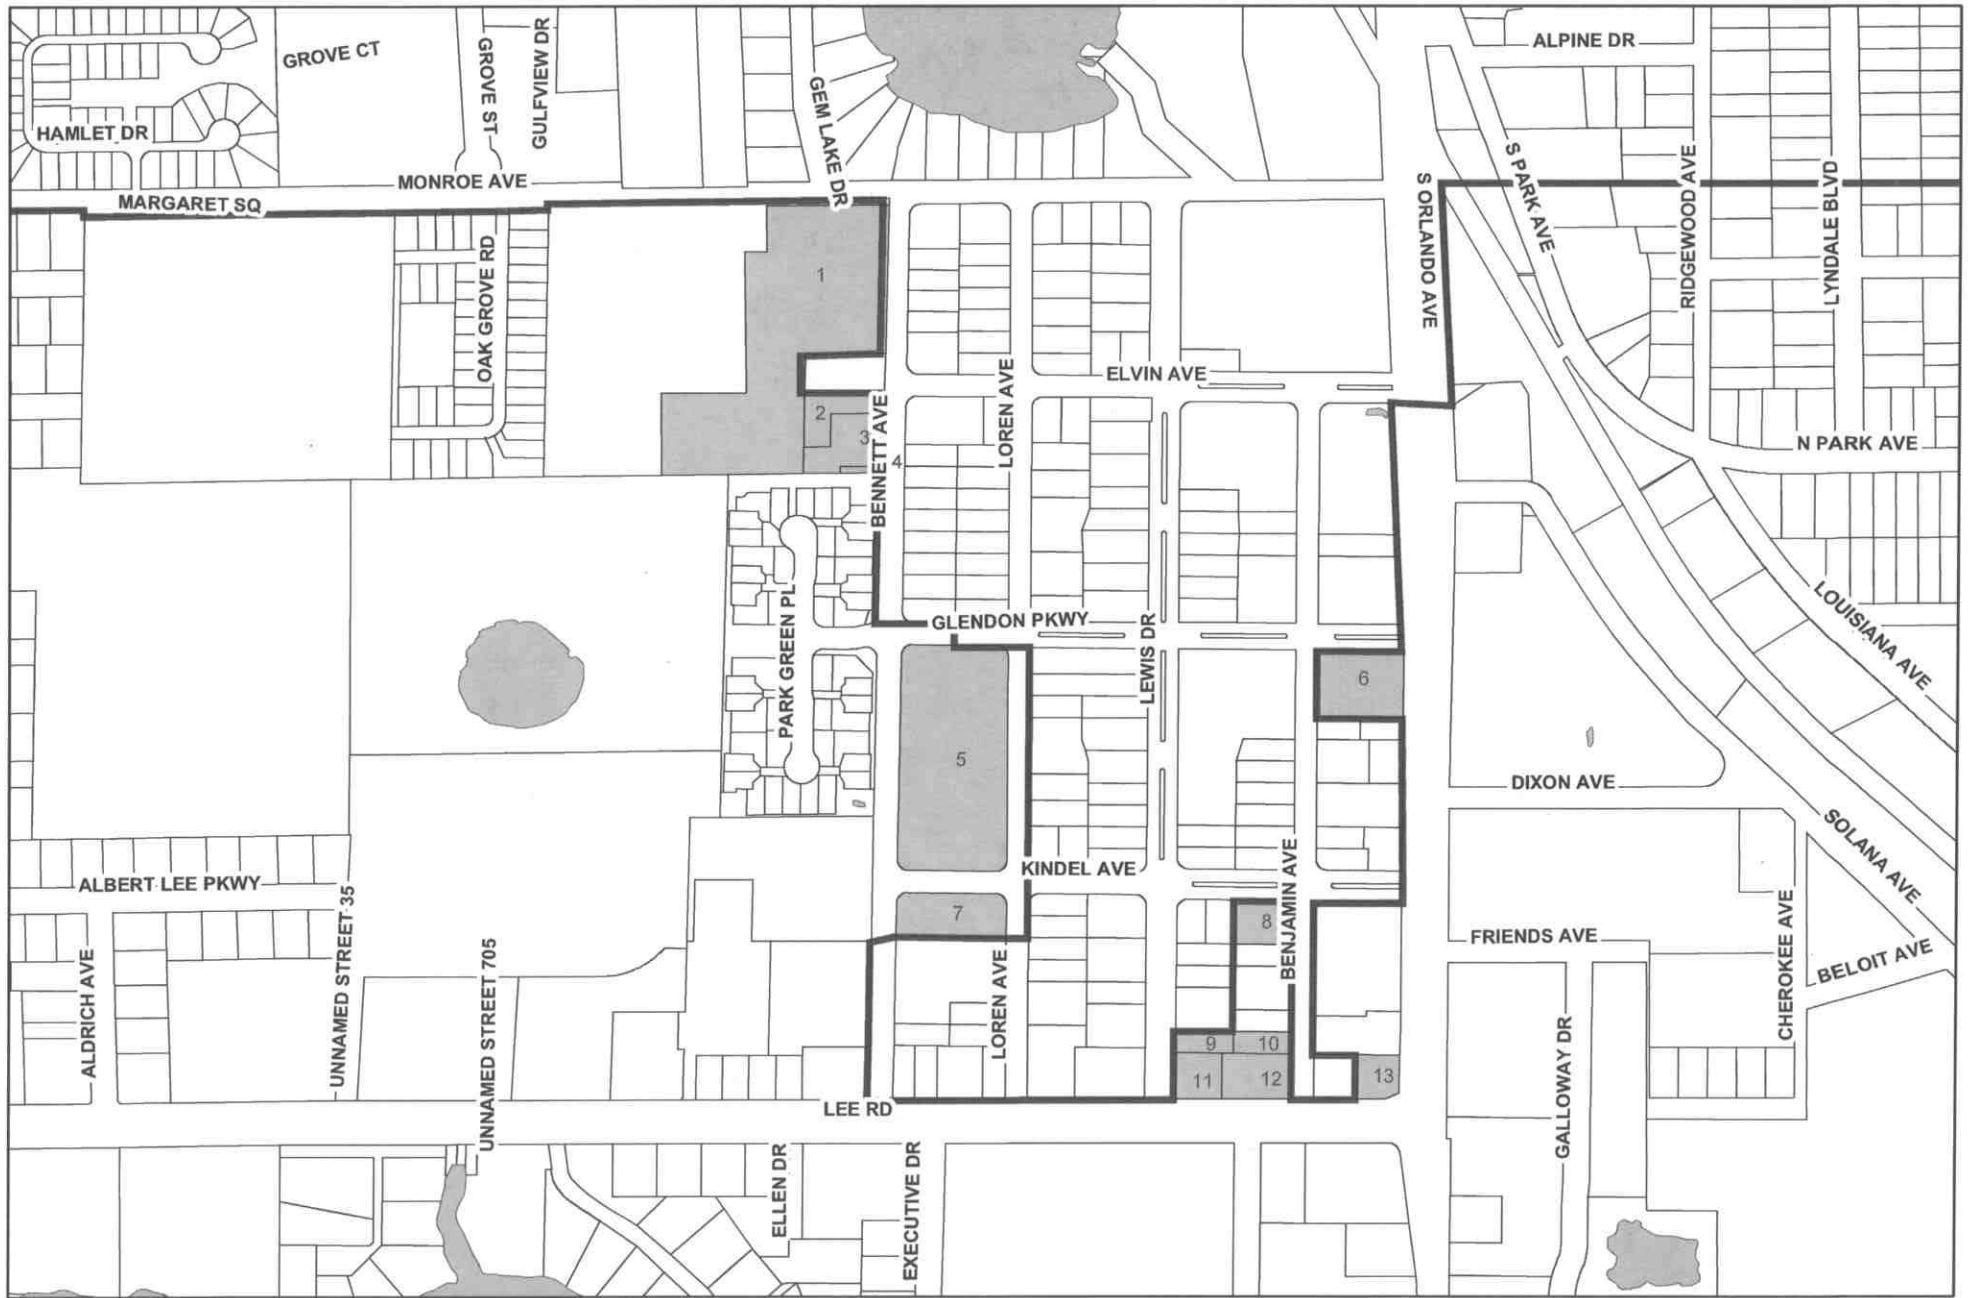 GROVE CT
GROVE ST
GULFVIEW DR
ALPINE DR
HAMLET DR
GEM LAKE DR
S PARK AVE
RIDGEWOOD AVE
LYNDALE BLVD
MONROE AVE
MARGARET SQ
S ORLANDO AVE
OAK GROVE RD
1
LOREN AVE
ELVIN AVE
BENNETT AVE
2
3
4
N PARK AVE
PARK GREEN PL
GLENDON PKWY
LEWIS DR
LOUISIANA AVE
6
5
DIXON AVE
SOLANA AVE
KINDEL AVE
BENJAMIN AVE
ALBERT LEE PKWY
UNNAMED STREET 35
UNNAMED STREET 705
ALDRICH AVE
7
8
LOREN AVE
FRIENDS AVE
CHEROKEE AVE
BELOIT AVE
GALLOWAY DR
9
10
11
12
13
LEE RD
ELLEN DR
EXECUTIVE DR